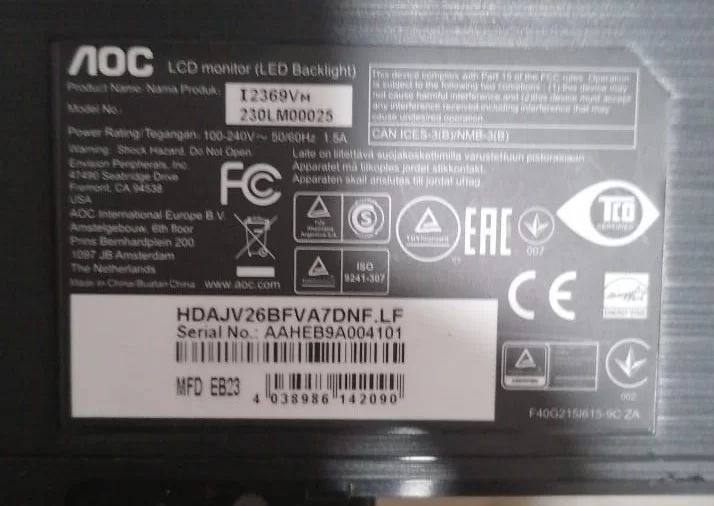 AOC LCD monitor (LED Backlight)
Product Name/Nama Produk: I2369VM
Model No.: 230LM00025
Power Rating/Tegangan: 100-240V~ 50/60Hz 1.5A
Warning: Shock Hazard, Do Not Open.
Envision Peripherals, Inc.
47490 Seabridge Drive
Fremont, CA 94538
USA
AOC International Europe B.V.
Amstelgebouw, 6th floor
Prins Bernhardplein 200
1097 JB Amsterdam
The Netherlands
Made in China/Buatan China www.aoc.com
This device complies with Part 15 of the FCC rules. Operation
is subject to the following two conditions: (1) this device may
not cause harmful interference, and (2) this device must accept
any interference received including interference that may
cause undesired operation.
CAN ICES-3(B)/NMB-3(B)
Laite on liitettävä suojakoskettimilla varustettuun pistorasiaan
Apparatet må tilkoples jordet stikkontakt.
Apparaten skall anslutas till jordat uttag.
FC
TÜV
S
TÜVRheinland
EAC
007
TCO
CERTIFIED
ISO
9241-307
CE
ENERGY STAR
002
F40G215I615-9C ZA
HDAJV26BFVA7DNF.LF
Serial No.: AAHEB9A004101
MFD EB23
4 038986 142090